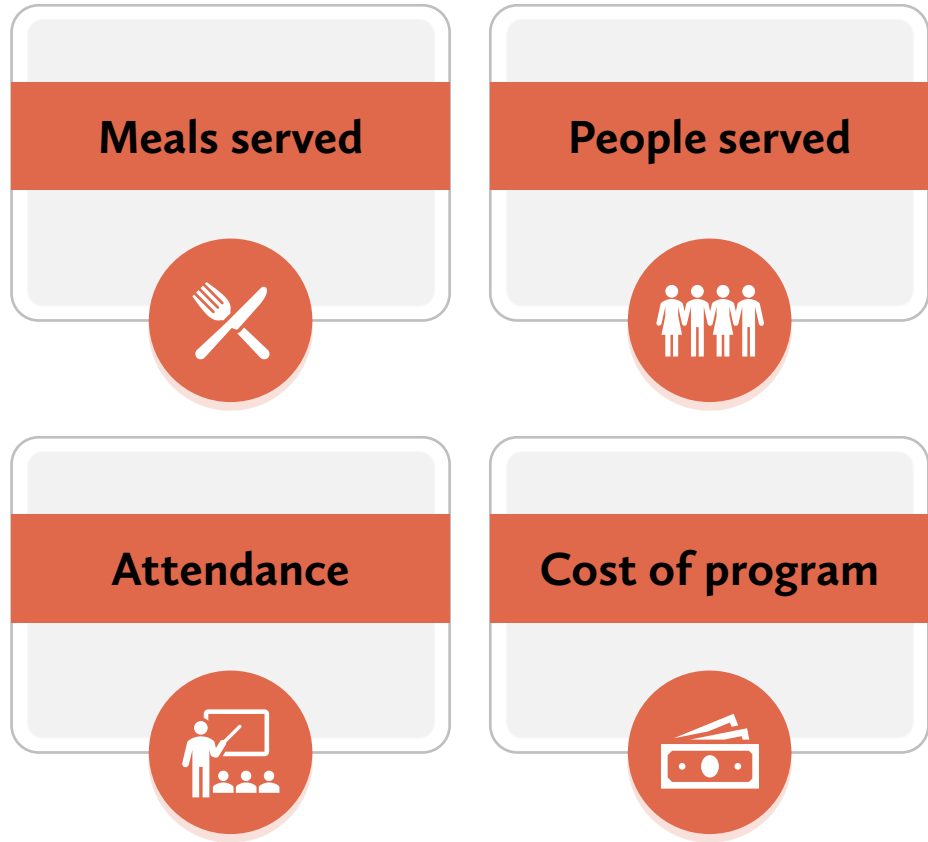 Meals served
People served
Attendance
Cost of program